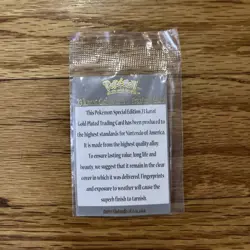 Pokémon
This Pokemon Special Edition 23 karat
Gold Plated Trading Card has been produced to
the highest standards for Nintendo of America.
It is made from the highest quality alloy.
To ensure lasting value, long life and
beauty, we suggest that it remain in the clear
cover in which it was delivered. Fingerprints
and exposure to weather will cause the
superb finish to tarnish.